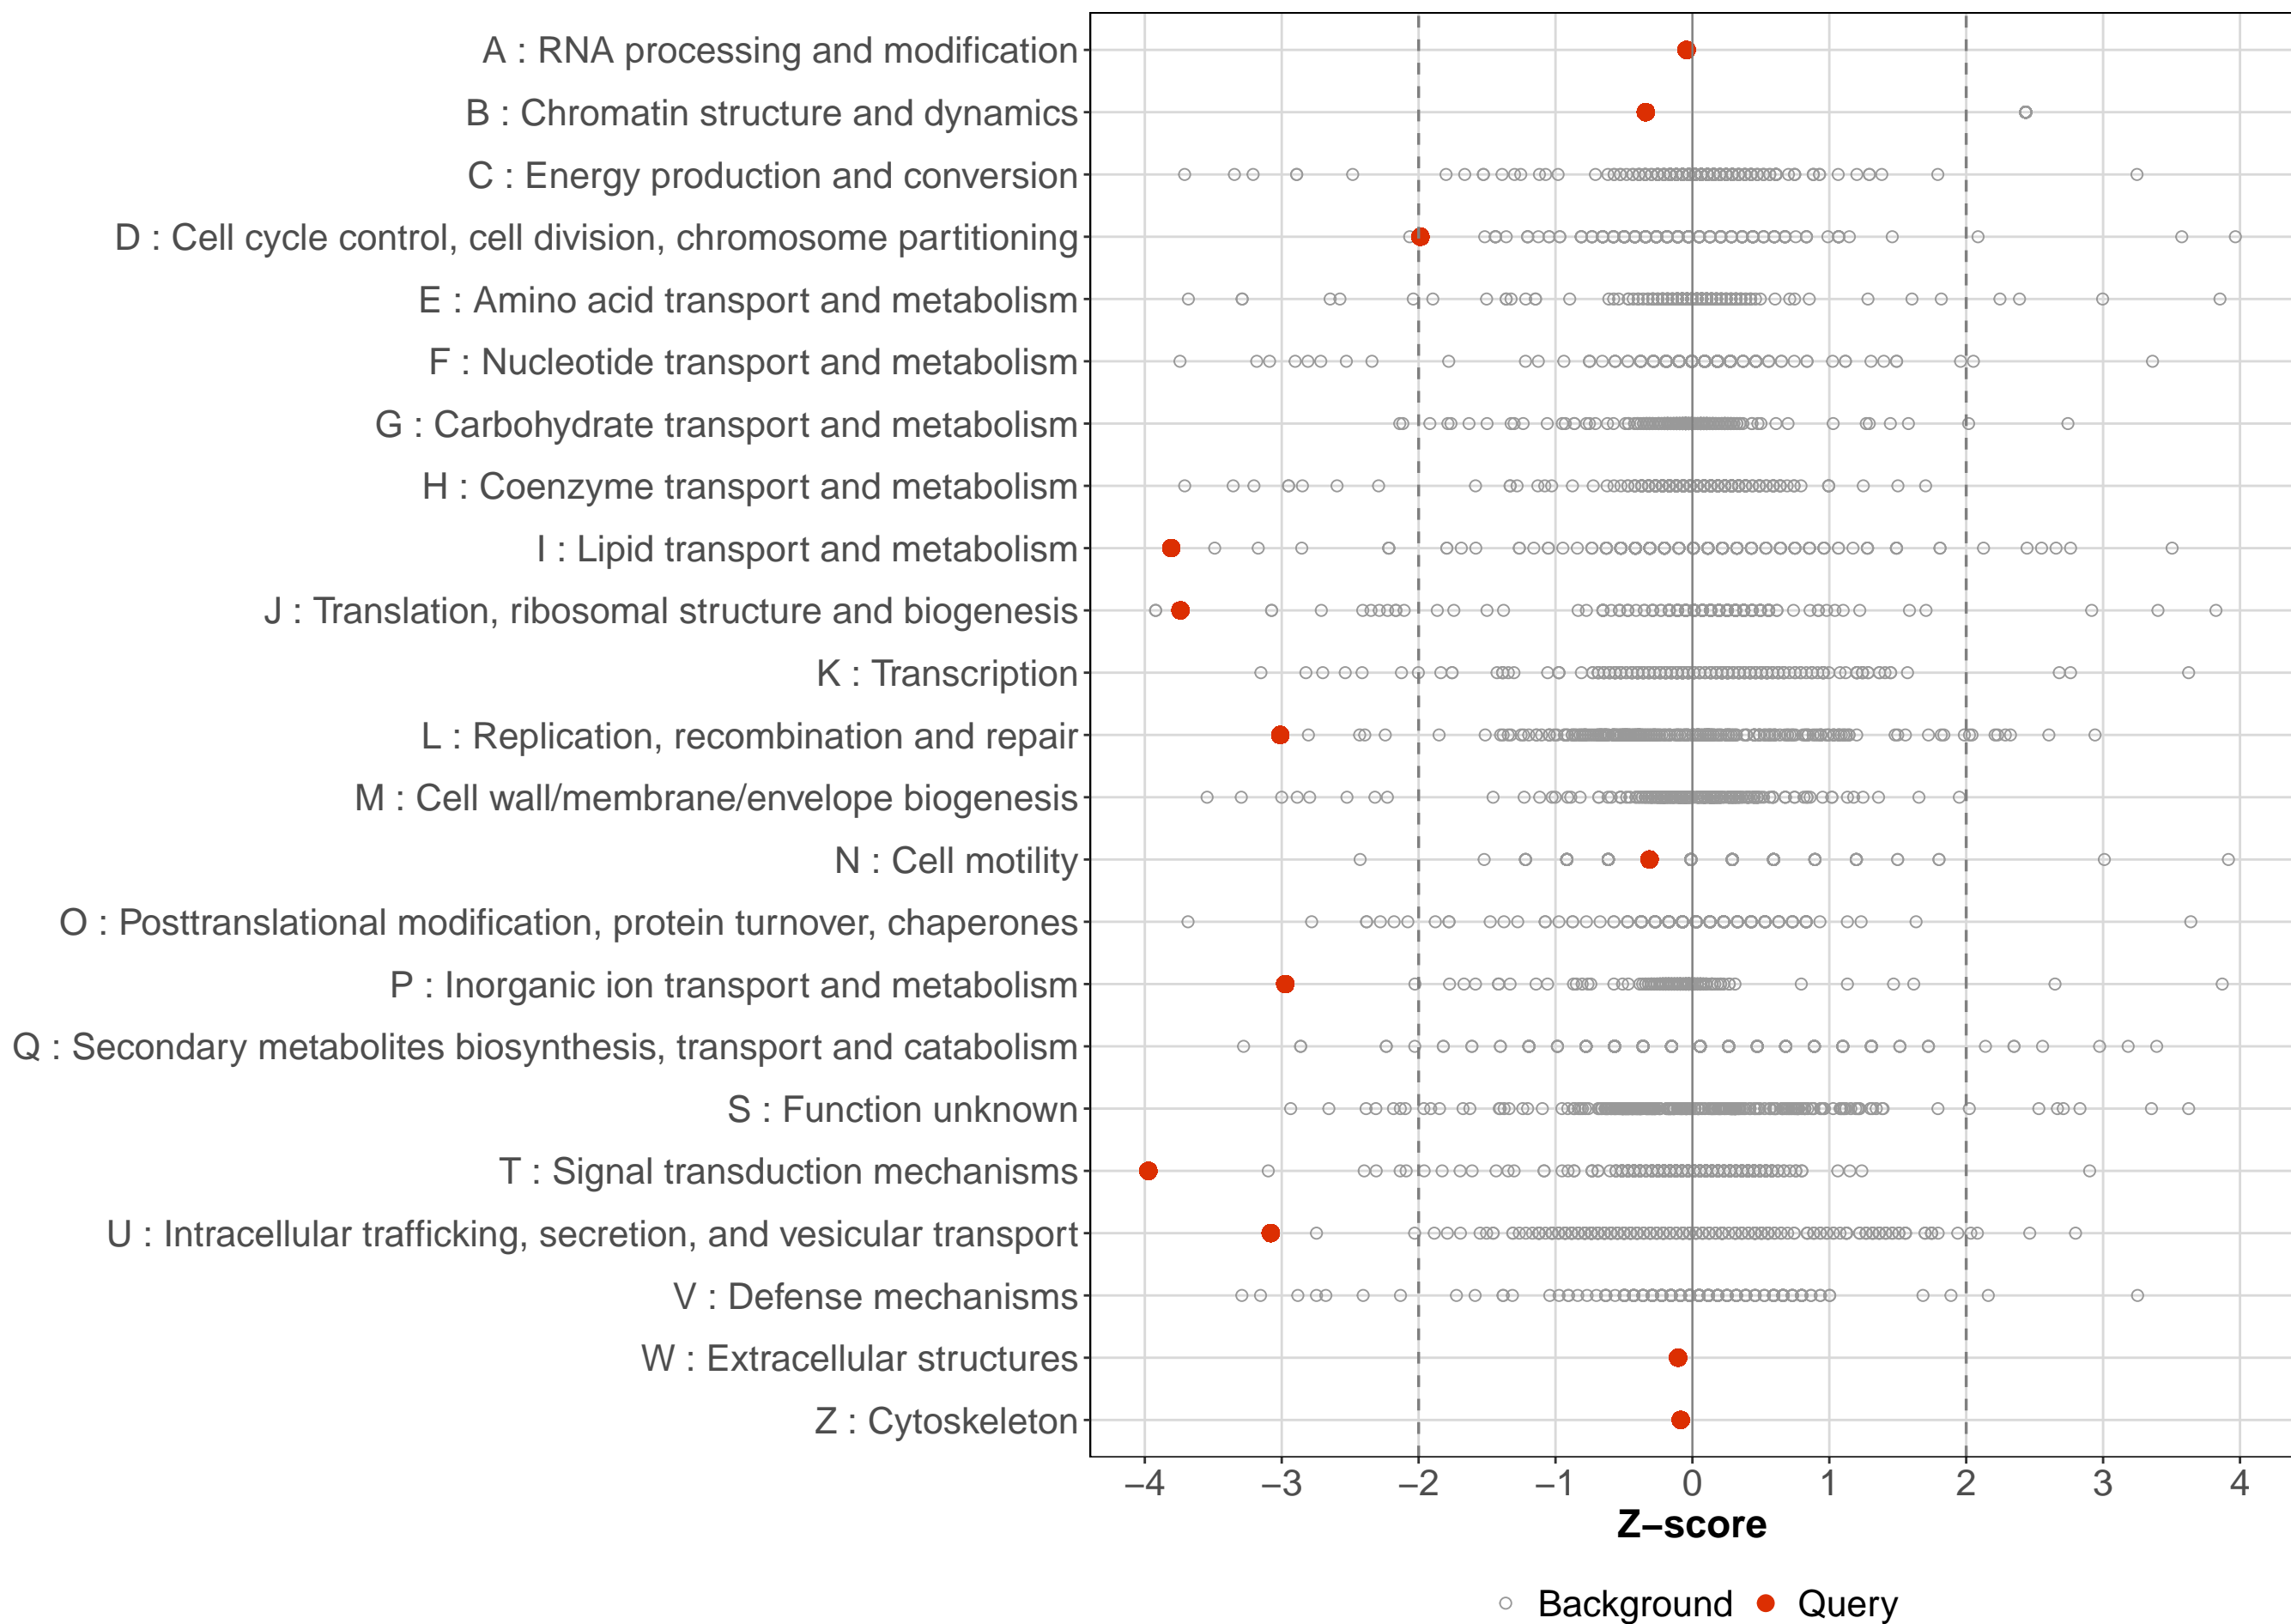 A : RNA processing and modification
B : Chromatin structure and dynamics
C : Energy production and conversion
D : Cell cycle control, cell division, chromosome partitioning
E : Amino acid transport and metabolism
F : Nucleotide transport and metabolism
G : Carbohydrate transport and metabolism
H : Coenzyme transport and metabolism
I : Lipid transport and metabolism
J : Translation, ribosomal structure and biogenesis
K : Transcription
L : Replication, recombination and repair
M : Cell wall/membrane/envelope biogenesis
N : Cell motility
O : Posttranslational modification, protein turnover, chaperones
P : Inorganic ion transport and metabolism
Q : Secondary metabolites biosynthesis, transport and catabolism
S : Function unknown
T : Signal transduction mechanisms
U : Intracellular trafficking, secretion, and vesicular transport
V : Defense mechanisms
W : Extracellular structures
Z : Cytoskeleton
−4 −3 −2 −1 0 1 2 3 4
Z−score
Background Query